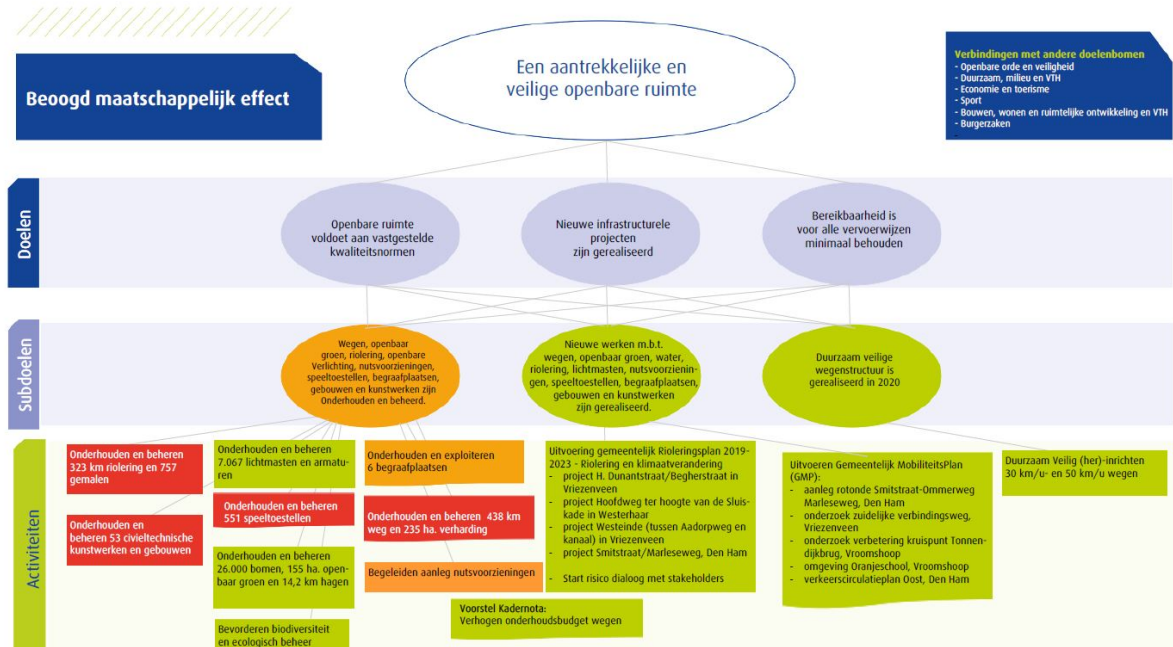 Beoogd maatschappelijk effect
Een aantrekkelijke en
veilige openbare ruimte
Verbindingen met andere doelenbomen
- Openbare orde en veiligheid
- Duurzaam, milieu en VTH
- Economie en toerisme
- Sport
- Bouwen, wonen en ruimtelijke ontwikkeling en VTH
- Burgerzaken
-
Doelen
Openbare ruimte
voldoet aan vastgestelde
kwaliteitsnormen
Nieuwe infrastructurele
projecten
zijn gerealiseerd
Bereikbaarheid is
voor alle vervoerwijzen
minimaal behouden
Subdoelen
Wegen, openbaar
groen, riolering, openbare
Verlichting, nutsvoorzieningen,
speeltoestellen, begraafplaatsen,
gebouwen en kunstwerken zijn
Onderhouden en beheerd.
Nieuwe werken m.b.t.
wegen, openbaar groen, water,
riolering, lichtmasten, nutsvoorzienin-
gen, speeltoestellen, begraafplaatsen,
gebouwen en kunstwerken
zijn gerealiseerd.
Duurzaam veilige
wegenstructuur is
gerealiseerd in 2020
Activiteiten
Onderhouden en beheren
323 km riolering en 757
gemalen
Onderhouden en
beheren 53 civieltechnische
kunstwerken en gebouwen
Onderhouden en beheren
7.067 lichtmasten en armatu-
ren
Onderhouden en beheren
551 speeltoestellen
Onderhouden en beheren
26.000 bomen, 155 ha. open-
baar groen en 14,2 km hagen
Bevorderen biodiversiteit
en ecologisch beheer
Onderhouden en exploiteren
6 begraafplaatsen
Onderhouden en beheren 438 km
weg en 235 ha. verharding
Begeleiden aanleg nutsvoorzieningen
Uitvoering gemeentelijk Rioleringsplan 2019-
2023 - Riolering en klimaatverandering
- project H. Dunantstraat/Begherstraat in
Vriezenveen
- project Hoofdweg ter hoogte van de Sluis-
kade in Westerhaar
- project Westeinde (tussen Aadorpweg en
kanaal) in Vriezenveen
- project Smitstraat/Marleseweg, Den Ham
- Start risico dialoog met stakeholders
Voorstel Kadernota:
Verhogen onderhoudsbudget wegen
Uitvoeren Gemeentelijk MobiliteitsPlan
(GMP):
- aanleg rotonde Smitstraat-Ommerweg
Marleseweg, Den Ham
- onderzoek zuidelijke verbindingsweg,
Vriezenveen
- onderzoek verbetering kruispunt Tonnen-
dijkbrug, Vroomshoop
- omgeving Oranjeschool, Vroomshoop
- verkeerscirculatieplan Oost, Den Ham
Duurzaam Veilig (her)-inrichten
30 km/u- en 50 km/u wegen